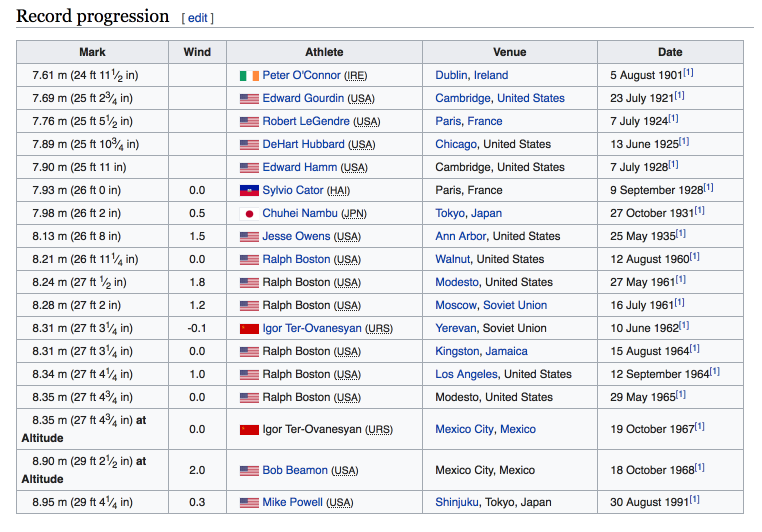 Record progression [ edit ]
Mark Wind Athlete Venue Date
7.61 m (24 ft 11 1⁄2 in) Peter O'Connor (IRE) Dublin, Ireland 5 August 1901[1]
7.69 m (25 ft 2 3⁄4 in) Edward Gourdin (USA) Cambridge, United States 23 July 1921[1]
7.76 m (25 ft 5 1⁄2 in) Robert LeGendre (USA) Paris, France 7 July 1924[1]
7.89 m (25 ft 10 3⁄4 in) DeHart Hubbard (USA) Chicago, United States 13 June 1925[1]
7.90 m (25 ft 11 in) Edward Hamm (USA) Cambridge, United States 7 July 1928[1]
7.93 m (26 ft 0 in) 0.0 Sylvio Cator (HAI) Paris, France 9 September 1928[1]
7.98 m (26 ft 2 in) 0.5 Chuhei Nambu (JPN) Tokyo, Japan 27 October 1931[1]
8.13 m (26 ft 8 in) 1.5 Jesse Owens (USA) Ann Arbor, United States 25 May 1935[1]
8.21 m (26 ft 11 1⁄4 in) 0.0 Ralph Boston (USA) Walnut, United States 12 August 1960[1]
8.24 m (27 ft 1⁄2 in) 1.8 Ralph Boston (USA) Modesto, United States 27 May 1961[1]
8.28 m (27 ft 2 in) 1.2 Ralph Boston (USA) Moscow, Soviet Union 16 July 1961[1]
8.31 m (27 ft 3 1⁄4 in) -0.1 Igor Ter-Ovanesyan (URS) Yerevan, Soviet Union 10 June 1962[1]
8.31 m (27 ft 3 1⁄4 in) 0.0 Ralph Boston (USA) Kingston, Jamaica 15 August 1964[1]
8.34 m (27 ft 4 1⁄4 in) 1.0 Ralph Boston (USA) Los Angeles, United States 12 September 1964[1]
8.35 m (27 ft 4 3⁄4 in) 0.0 Ralph Boston (USA) Modesto, United States 29 May 1965[1]
8.35 m (27 ft 4 3⁄4 in) at
Altitude 0.0 Igor Ter-Ovanesyan (URS) Mexico City, Mexico 19 October 1967[1]
8.90 m (29 ft 2 1⁄2 in) at
Altitude 2.0 Bob Beamon (USA) Mexico City, Mexico 18 October 1968[1]
8.95 m (29 ft 4 1⁄4 in) 0.3 Mike Powell (USA) Shinjuku, Tokyo, Japan 30 August 1991[1]